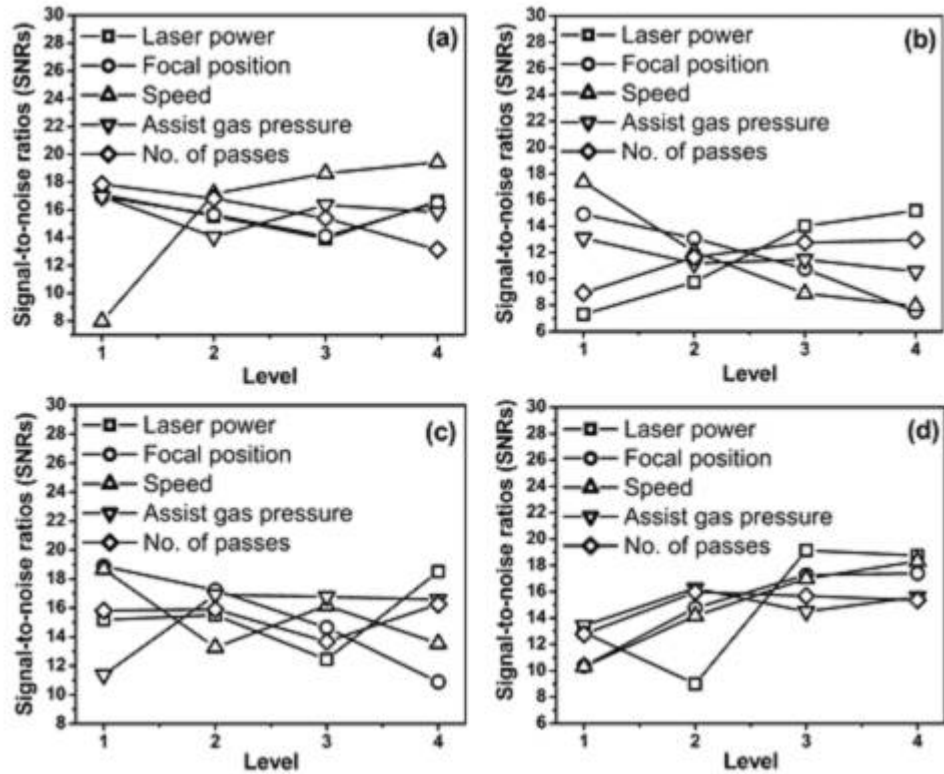 Signal-to-noise ratios (SNRs)
30
28
26
24
22
20
18
16
14
12
10
8
Laser power
Focal position
Speed
Assist gas pressure
No. of passes
(a)
1 2 3 4
Level
Signal-to-noise ratios (SNRs)
30
28
26
24
22
20
18
16
14
12
10
8
6
Laser power
Focal position
Speed
Assist gas pressure
No. of passes
(b)
1 2 3 4
Level
Signal-to-noise ratios (SNRs)
30
28
26
24
22
20
18
16
14
12
10
8
Laser power
Focal position
Speed
Assist gas pressure
No. of passes
(c)
1 2 3 4
Level
Signal-to-noise ratios (SNRs)
30
28
26
24
22
20
18
16
14
12
10
8
6
Laser power
Focal position
Speed
Assist gas pressure
No. of passes
(d)
1 2 3 4
Level